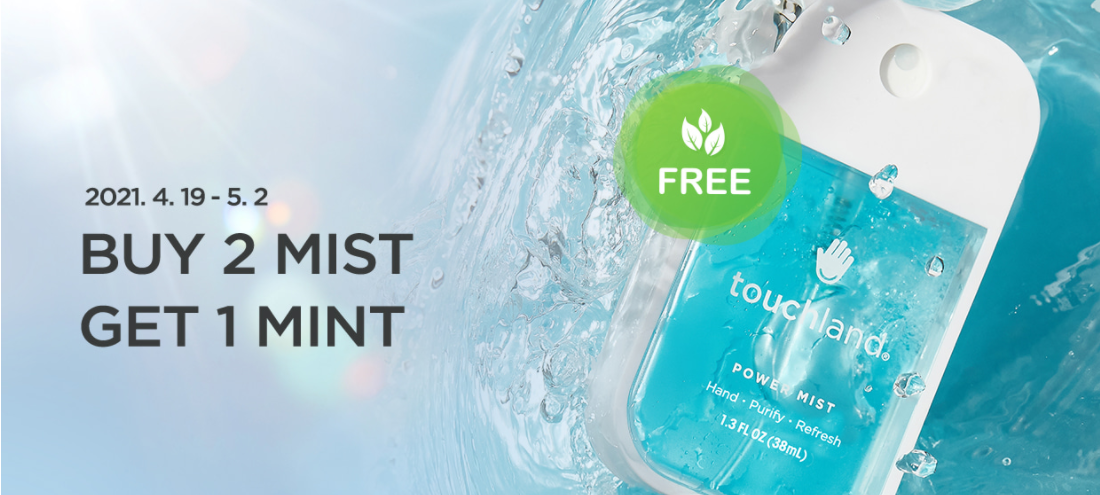 2021. 4. 19 - 5. 2
BUY 2 MIST
GET 1 MINT
FREE
touchland®
POWER MIST
Hand · Purify · Refresh
1.3 FL OZ (38mL)